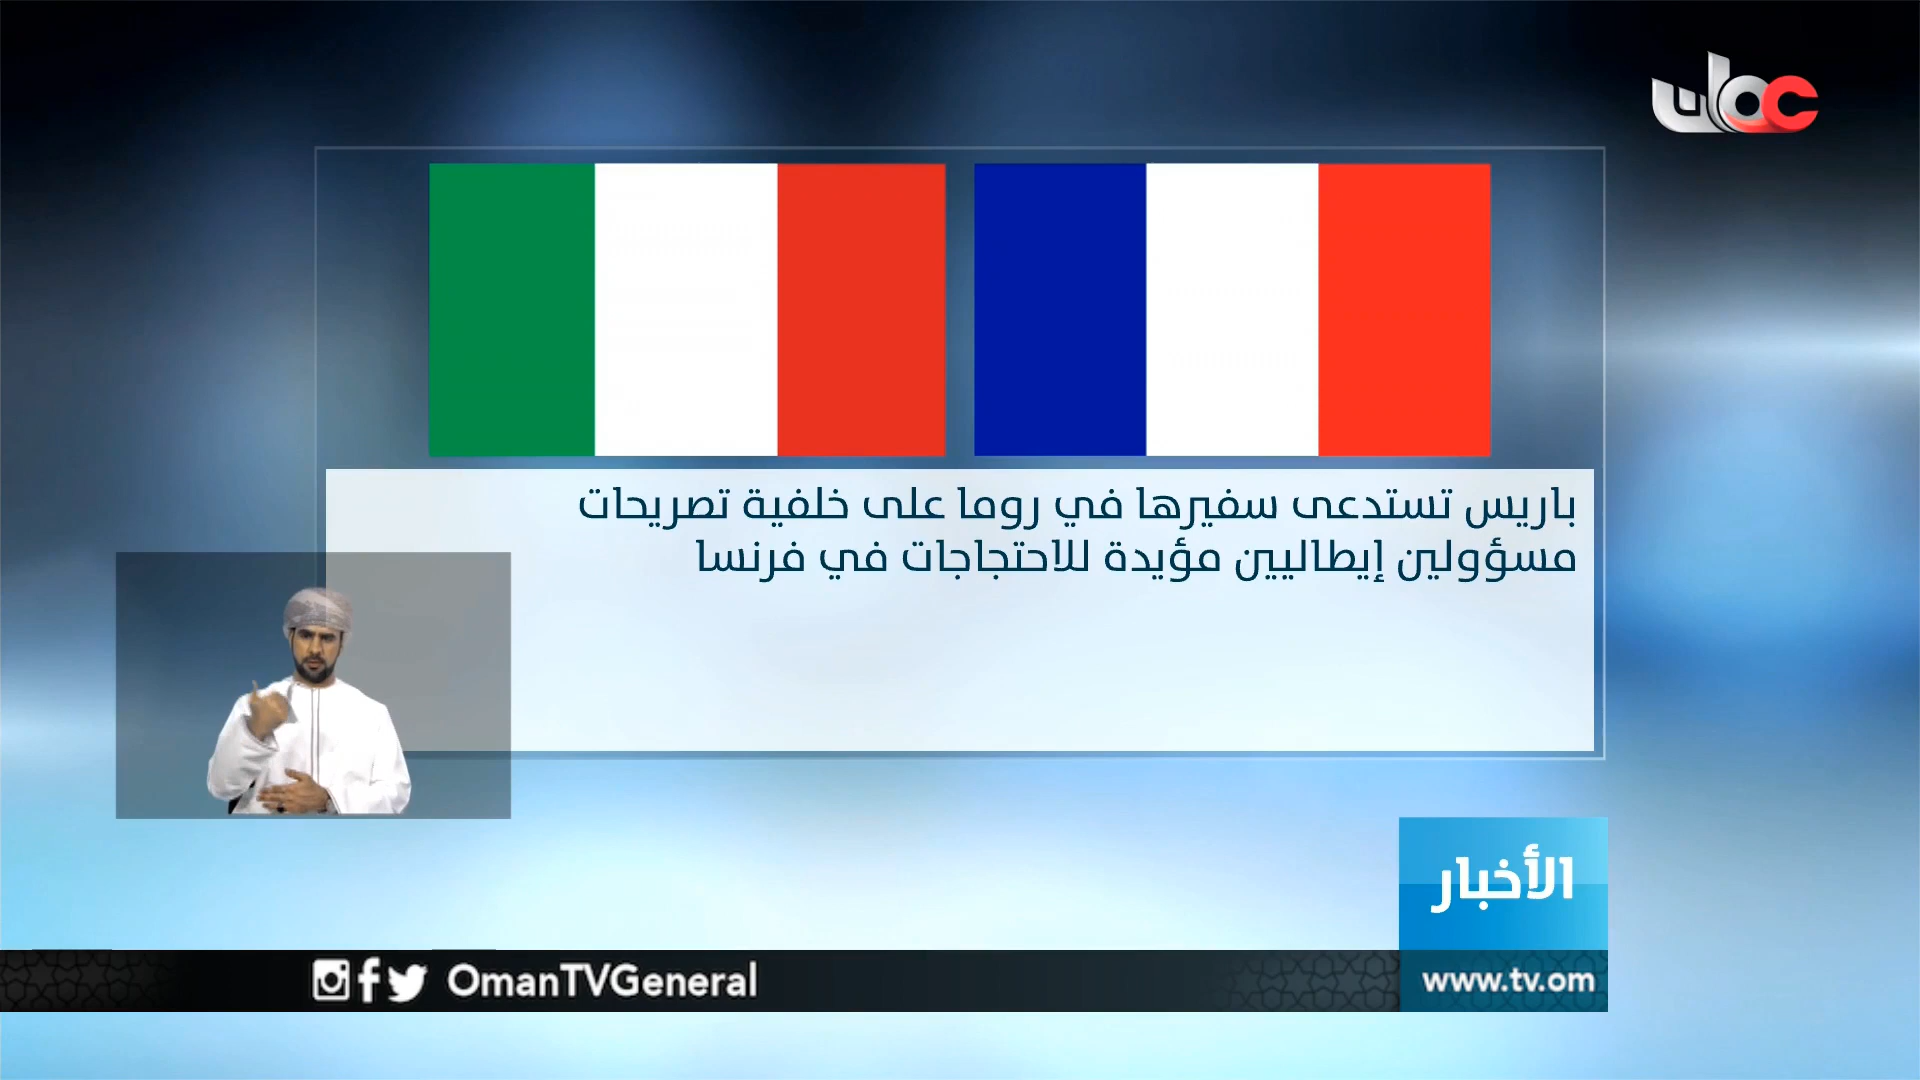 عمان
باريس تستدعى سفيرها في روما على خلفية تصريحات
مسؤولين إيطاليين مؤيدة للاحتجاجات في فرنسا
الأخبار
OmanTVGeneral
www.tv.om